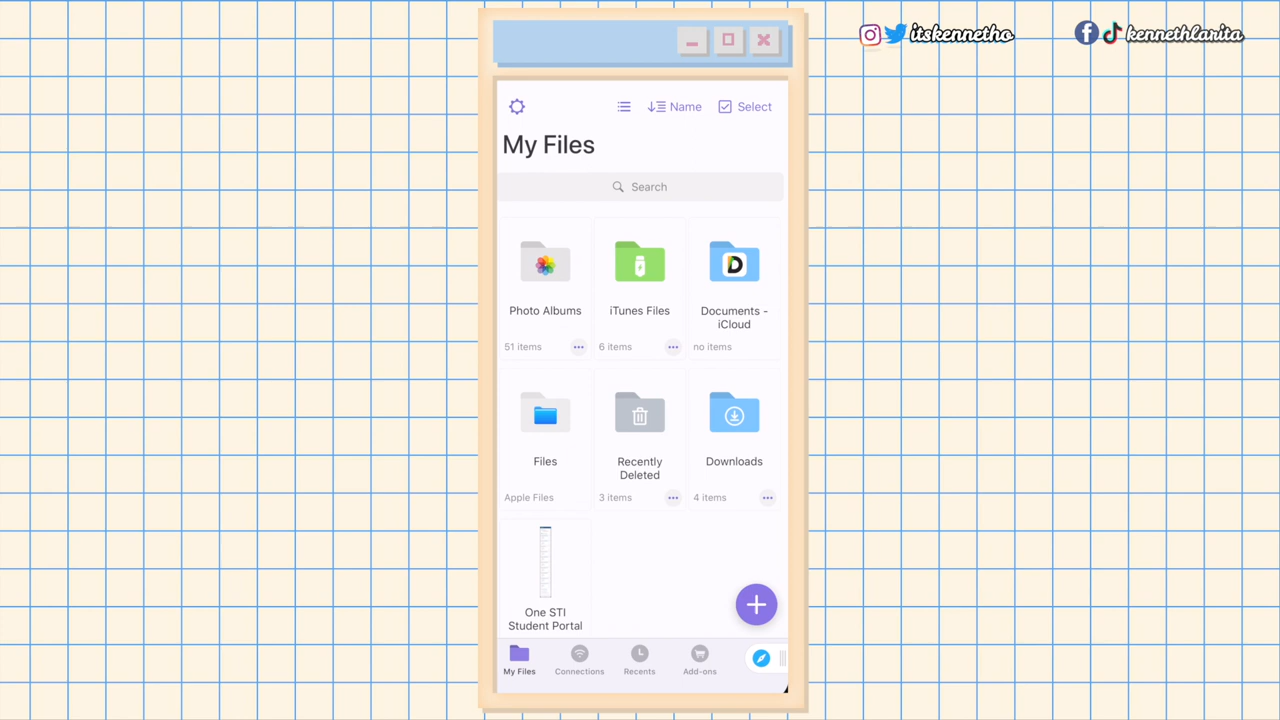 itskennetho kennethlarita
Name Select
My Files
Search
Photo Albums
51 items
iTunes Files
6 items
Documents -
iCloud
no items
Files
Apple Files
Recently
Deleted
3 items
Downloads
4 items
One STI
Student Portal
My Files Connections Recents Add-ons